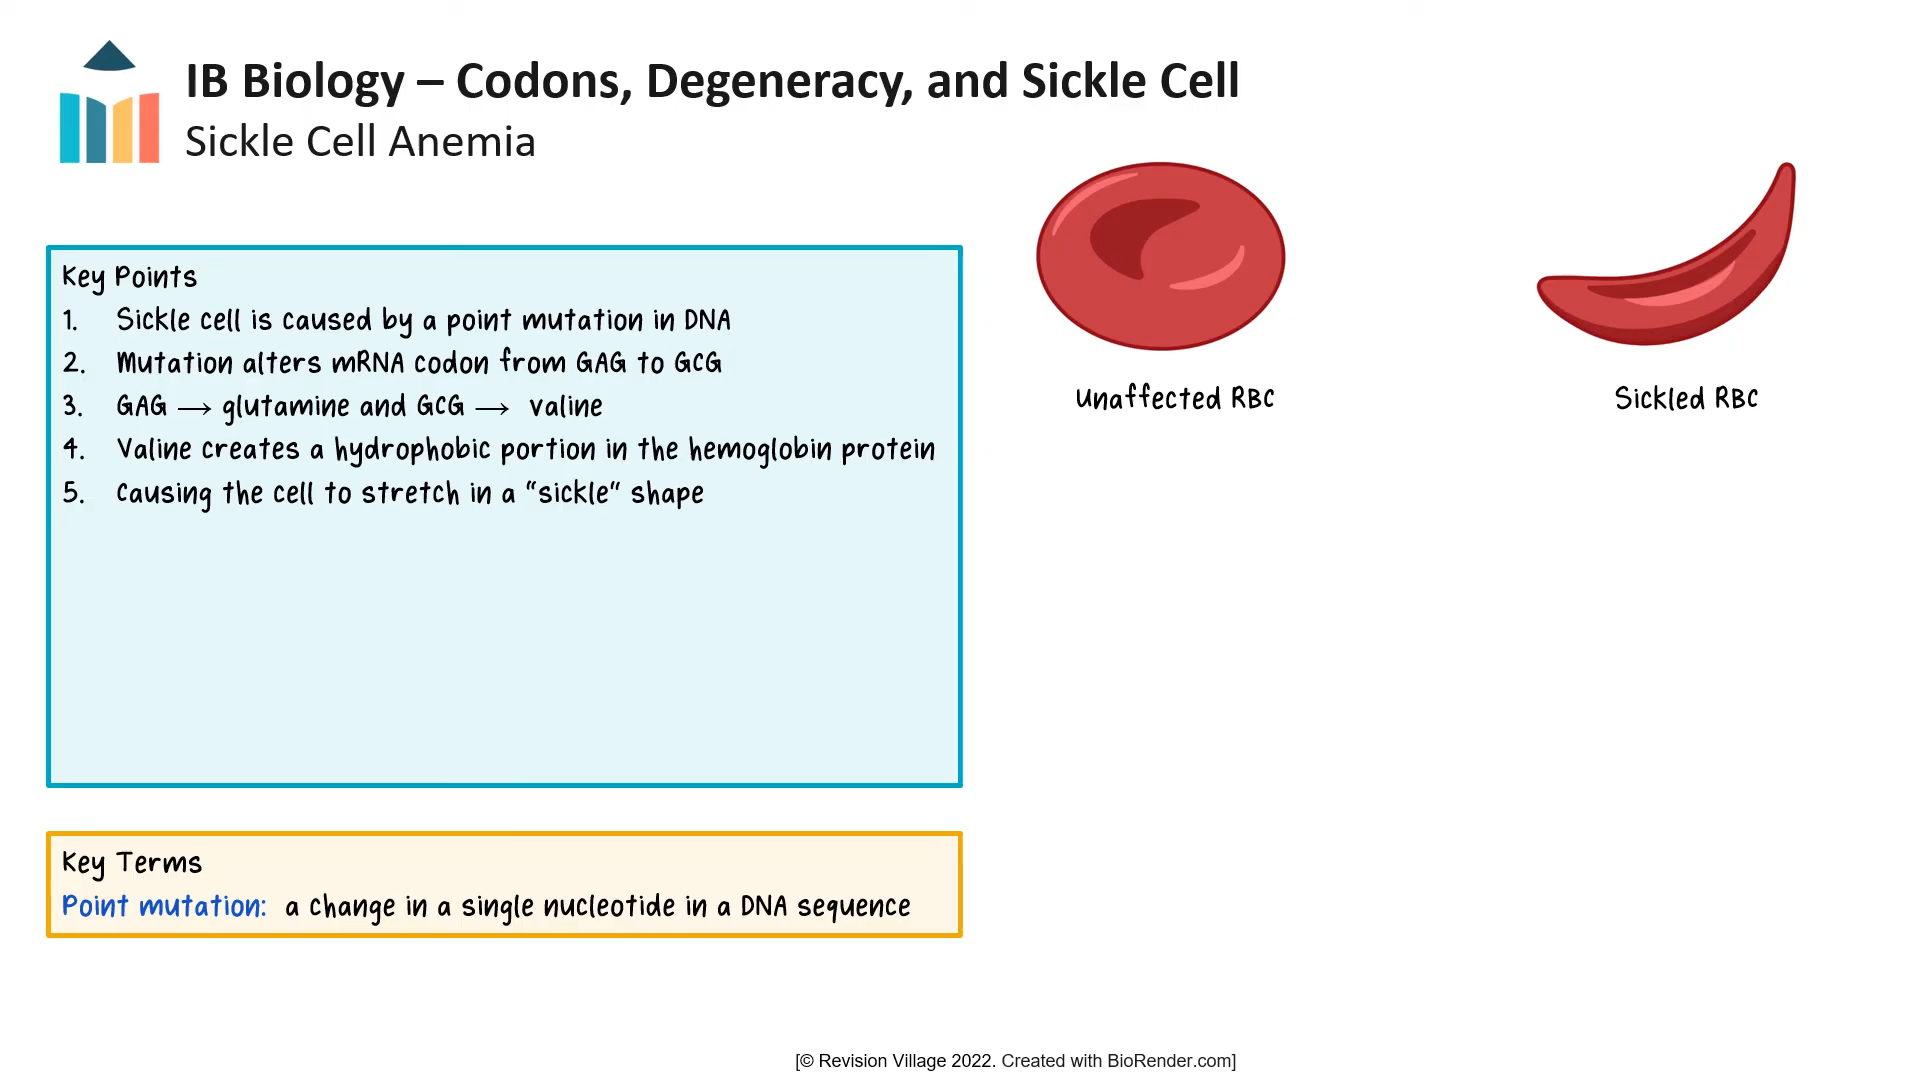 IB Biology – Codons, Degeneracy, and Sickle Cell
Sickle Cell Anemia
Key Points
1. Sickle cell is caused by a point mutation in DNA
2. Mutation alters mRNA codon from GAG to GCG
3. GAG → glutamine and GCG → valine
4. Valine creates a hydrophobic portion in the hemoglobin protein
5. Causing the cell to stretch in a "sickle" shape
Unaffected RBC
Sickled RBC
Key Terms
Point mutation: a change in a single nucleotide in a DNA sequence
[© Revision Village 2022. Created with BioRender.com]